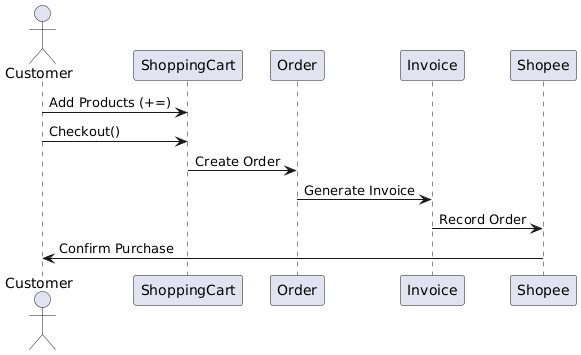 Customer
ShoppingCart Order Invoice Shopee
Add Products (+=)
Checkout()
Create Order
Generate Invoice
Record Order
Confirm Purchase
Customer
ShoppingCart Order Invoice Shopee